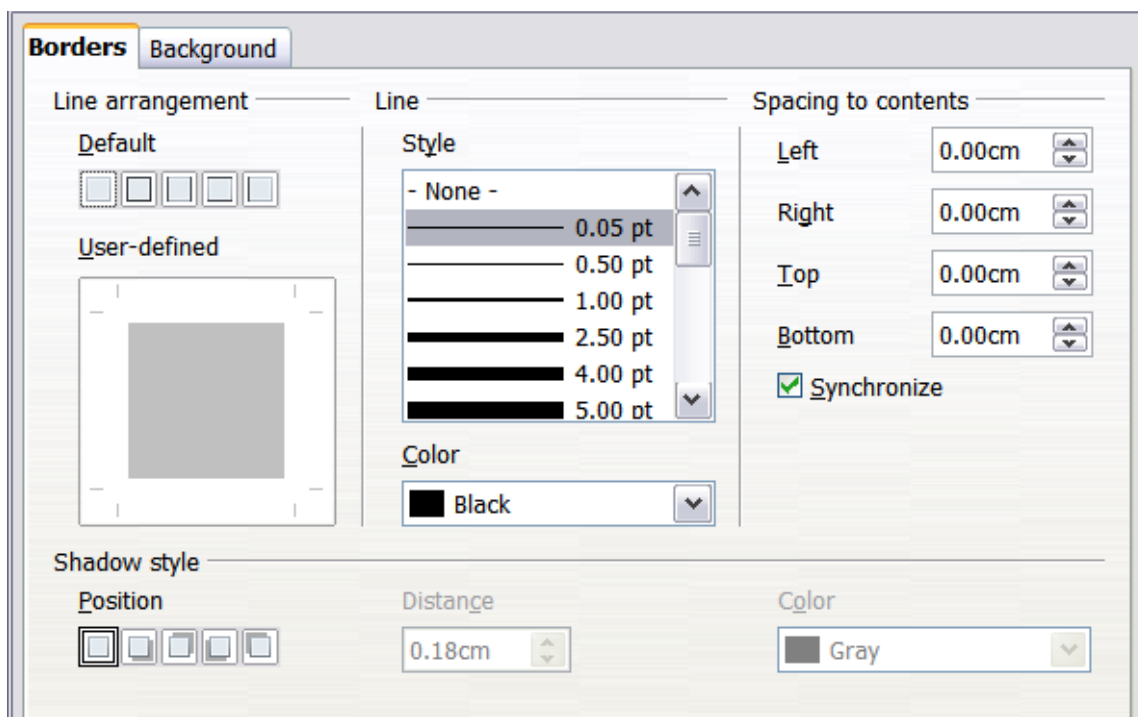 Borders Background
Line arrangement Line Spacing to contents
Default Style Left 0.00cm
- None -
0.05 pt Right 0.00cm
User-defined 0.50 pt
1.00 pt Top 0.00cm
2.50 pt Bottom 0.00cm
4.00 pt Synchronize
5.00 pt
Color
Black
Shadow style
Position Distance Color
0.18cm Gray